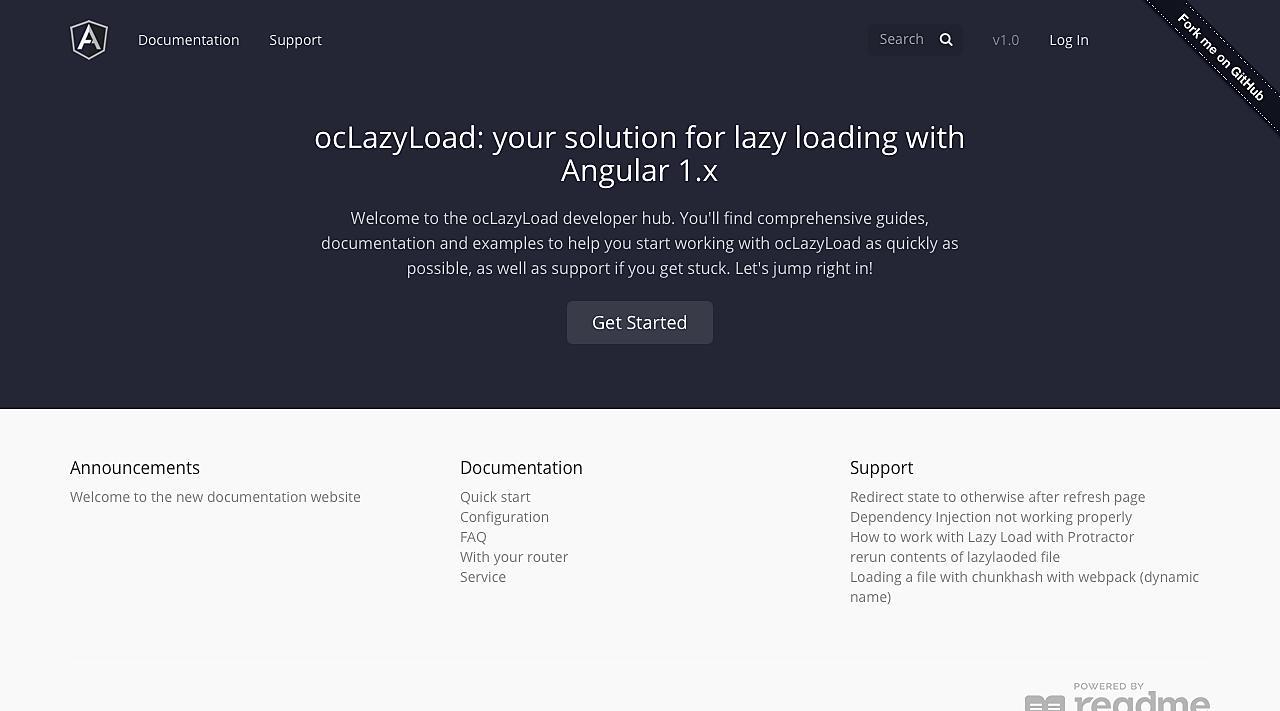 Documentation
Support
Search
v1.0
Log In
Fork me on GitHub
ocLazyLoad: your solution for lazy loading with
Angular 1.x
Welcome to the ocLazyLoad developer hub. You'll find comprehensive guides,
documentation and examples to help you start working with ocLazyLoad as quickly as
possible, as well as support if you get stuck. Let's jump right in!
Get Started
Announcements
Welcome to the new documentation website
Documentation
Quick start
Configuration
FAQ
With your router
Service
Support
Redirect state to otherwise after refresh page
Dependency Injection not working properly
How to work with Lazy Load with Protractor
rerun contents of lazylaoded file
Loading a file with chunkhash with webpack (dynamic
name)
POWERED BY
readme